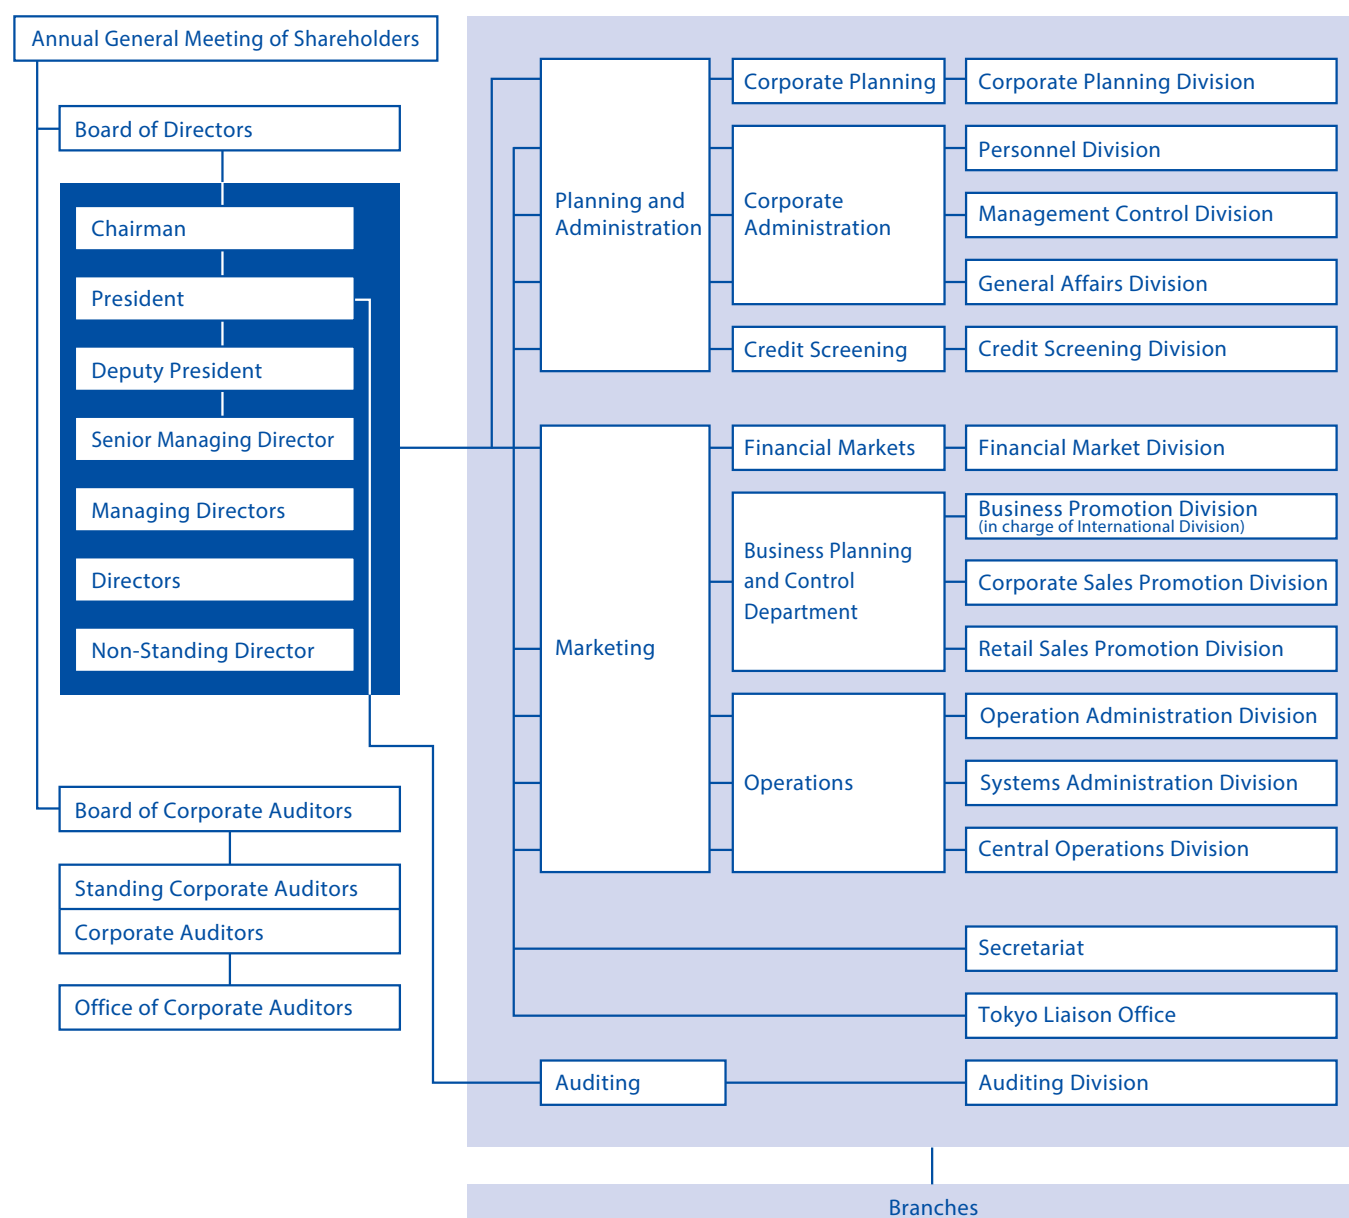 Annual General Meeting of Shareholders
Board of Directors
Chairman
President
Deputy President
Senior Managing Director
Managing Directors
Directors
Non-Standing Director
Board of Corporate Auditors
Standing Corporate Auditors
Corporate Auditors
Office of Corporate Auditors
Planning and
Administration
Corporate Planning
Corporate Planning Division
Corporate
Administration
Personnel Division
Management Control Division
General Affairs Division
Credit Screening
Credit Screening Division
Marketing
Financial Markets
Financial Market Division
Business Planning
and Control
Department
Business Promotion Division
(in charge of International Division)
Corporate Sales Promotion Division
Retail Sales Promotion Division
Operations
Operation Administration Division
Systems Administration Division
Central Operations Division
Secretariat
Tokyo Liaison Office
Auditing
Auditing Division
Branches